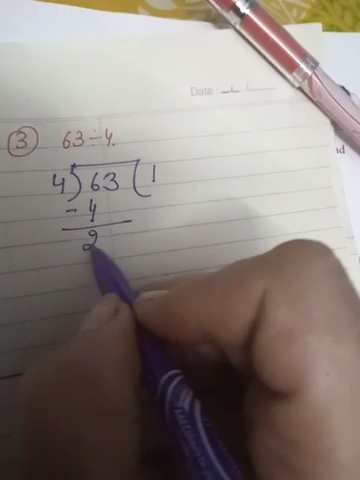 Date :
③ 63÷4.
4) 63 ( 1
- 4
2